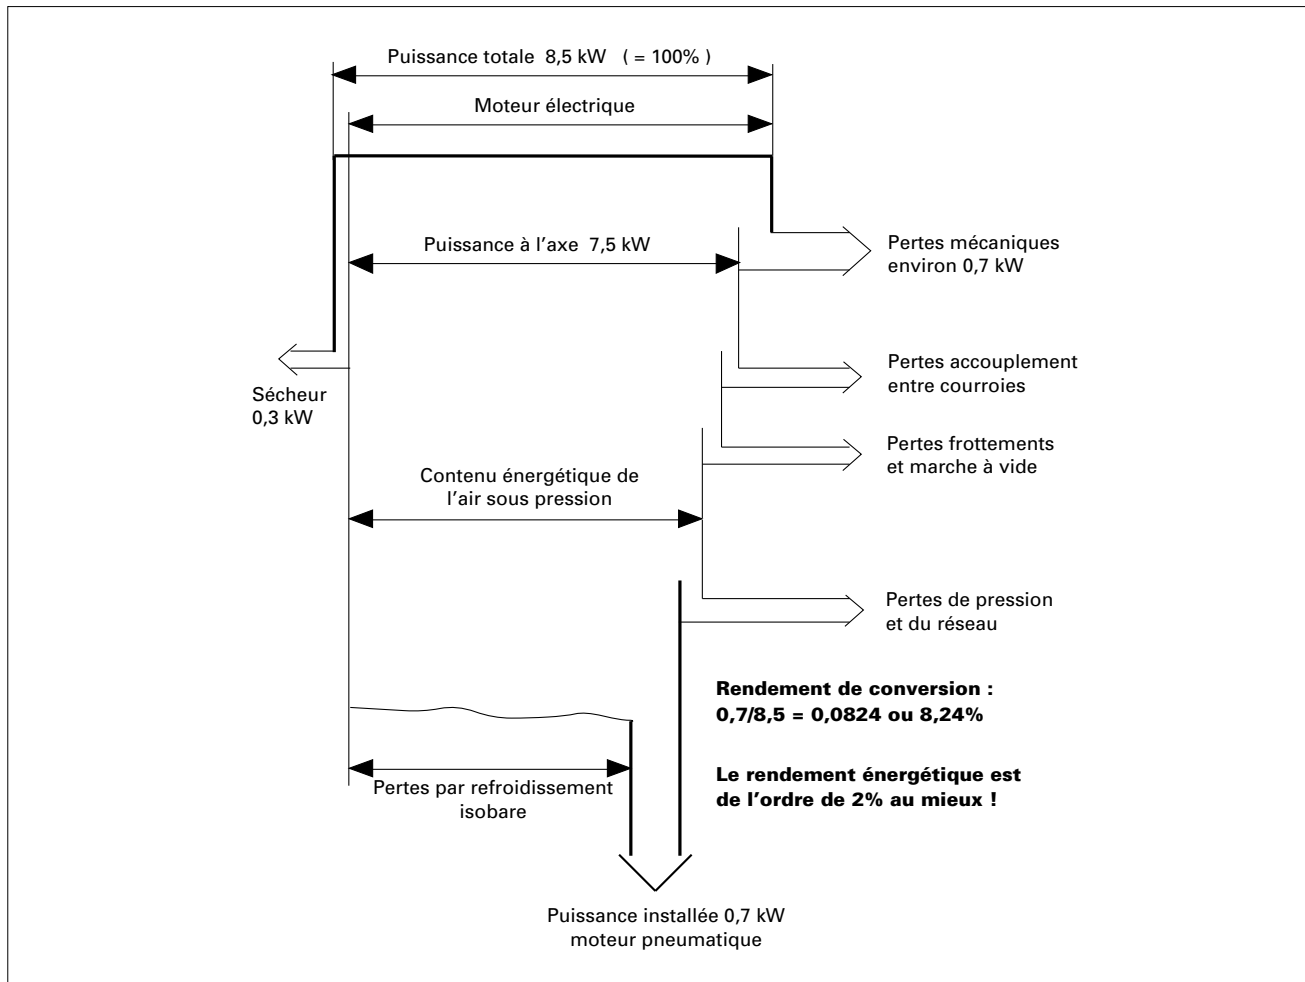 Puissance totale 8,5 kW ( = 100% )
Moteur électrique
Puissance à l'axe 7,5 kW
Pertes mécaniques
environ 0,7 kW
Sécheur
0,3 kW
Pertes accouplement
entre courroies
Pertes frottements
et marche à vide
Contenu énergétique de
l'air sous pression
Pertes de pression
et du réseau
Rendement de conversion :
0,7/8,5 = 0,0824 ou 8,24%
Le rendement énergétique est
de l'ordre de 2% au mieux !
Pertes par refroidissement
isobare
Puissance installée 0,7 kW
moteur pneumatique